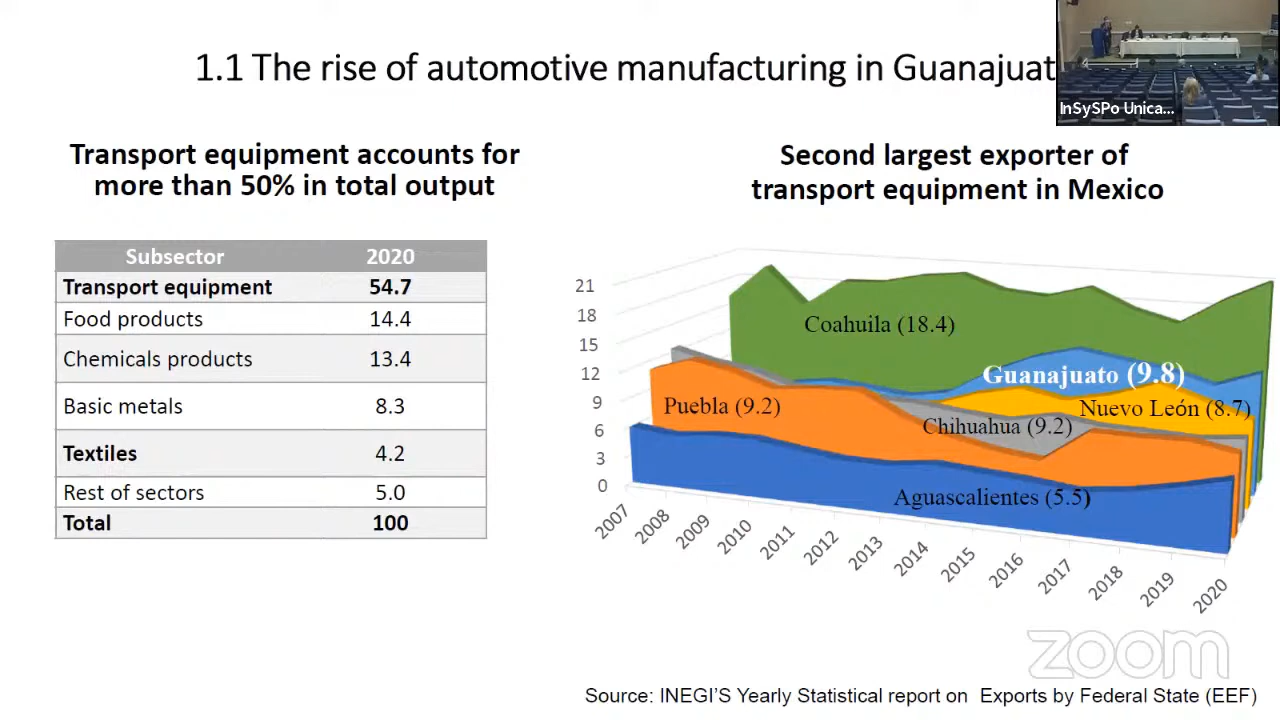 1.1 The rise of automotive manufacturing in Guanajuat
InSySPo Unica...
Transport equipment accounts for
more than 50% in total output
Subsector 2020
Transport equipment 54.7
Food products 14.4
Chemicals products 13.4
Basic metals 8.3
Textiles 4.2
Rest of sectors 5.0
Total 100
Second largest exporter of
transport equipment in Mexico
21
18
15
12
9
6
3
0
Coahuila (18.4)
Guanajuato (9.8)
Puebla (9.2)
Nuevo León (8.7)
Chihuahua (9.2)
Aguascalientes (5.5)
2007
2008
2009
2010
2011
2012
2013
2014
2015
2016
2017
2018
2019
2020
zoom
Source: INEGI'S Yearly Statistical report on Exports by Federal State (EEF)